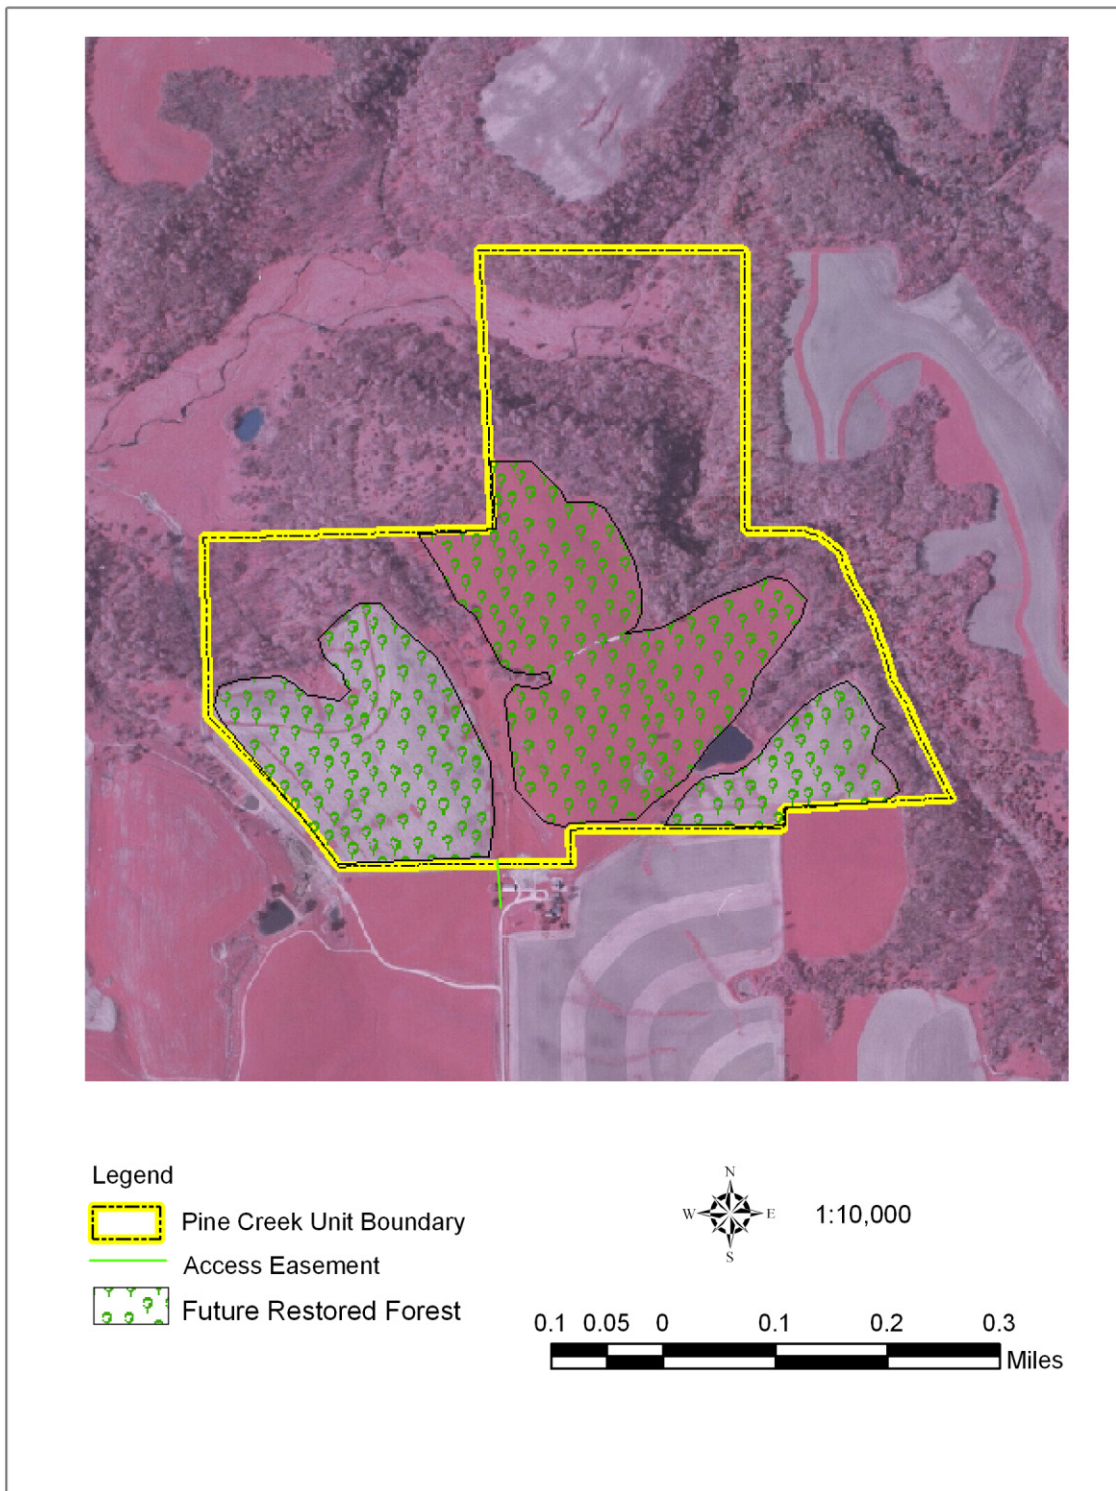 Legend
Pine Creek Unit Boundary
Access Easement
Future Restored Forest
N
W E
S
1:10,000
0.1 0.05 0 0.1 0.2 0.3
Miles